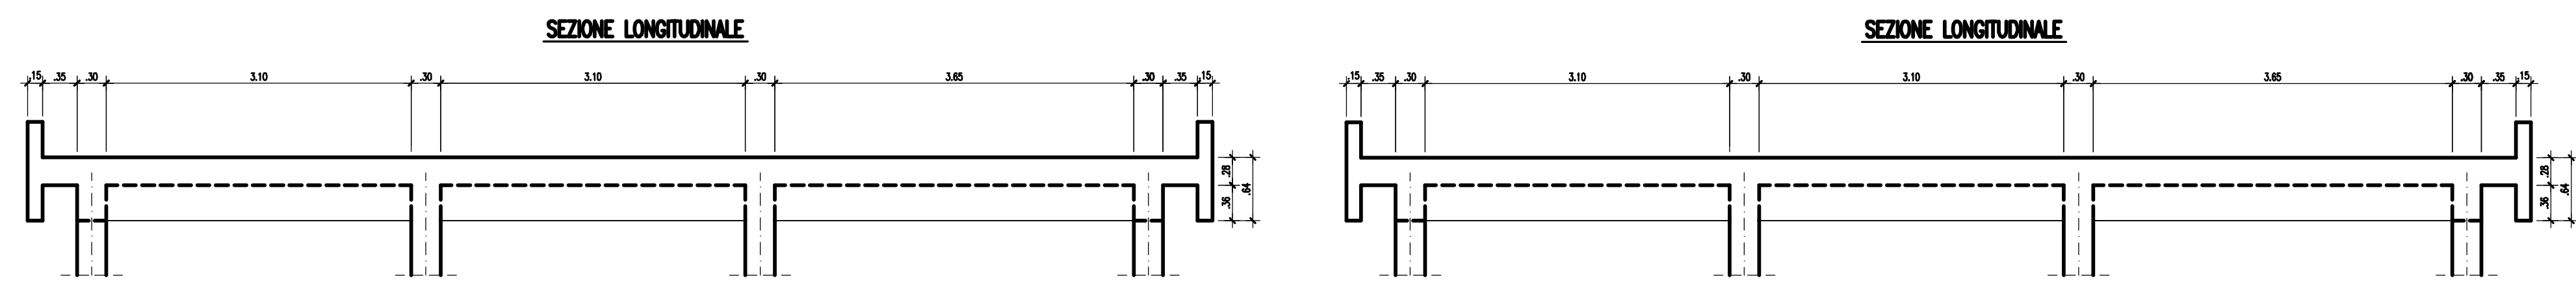 SEZIONE LONGITUDINALE
.15 .35 .30 3.10 .30 3.10 .30 3.65 .30 .35 .15
.28
.36
.64
SEZIONE LONGITUDINALE
.15 .35 .30 3.10 .30 3.10 .30 3.65 .30 .35 .15
.28
.36
.64